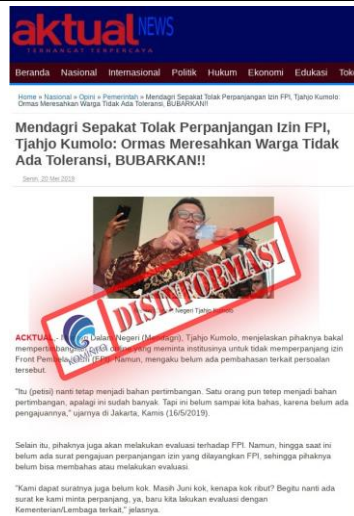 aktual NEWS
TERHANGAT TERPERCAYA
Beranda Nasional Internasional Politik Hukum Ekonomi Edukasi Tok
Home » Nasional » Opini » Pemerintah » Mendagri Sepakat Tolak Perpanjangan Izin FPI, Tjahjo Kumolo:
Ormas Meresahkan Warga Tidak Ada Toleransi, BUBARKAN!!
Mendagri Sepakat Tolak Perpanjangan Izin FPI,
Tjahjo Kumolo: Ormas Meresahkan Warga Tidak
Ada Toleransi, BUBARKAN!!
Senin, 20 Mei 2019
DISINFORMASI
KOMINFO
Negeri Tjahjo Kumolo
ACKTUAL - Dalam Negeri (Mendagri), Tjahjo Kumolo, menjelaskan pihaknya bakal
online yang meminta institusinya untuk tidak memperpanjang izin
Front Namun, mengaku belum ada pembahasan terkait persoalan
tersebut.
"Itu (petisi) nanti tetap menjadi bahan pertimbangan. Satu orang pun tetep menjadi bahan
pertimbangan, apalagi ini sudah banyak. Tapi ini belum sampai kita bahas, karena belum ada
pengajuannya," ujarnya di Jakarta, Kamis (16/5/2019).
Selain itu, pihaknya juga akan melakukan evaluasi terhadap FPI. Namun, hingga saat ini
belum ada surat pengajuan perpanjangan izin yang dilayangkan FPI, sehingga pihaknya
belum bisa membahas atau melakukan evaluasi.
"Kami dapat suratnya juga belum kok. Masih Juni kok, kenapa kok ribut? Begitu nanti ada
surat ke kami minta perpanjang, ya, baru kita lakukan evaluasi dengan
Kementerian/Lembaga terkait," jelasnya.